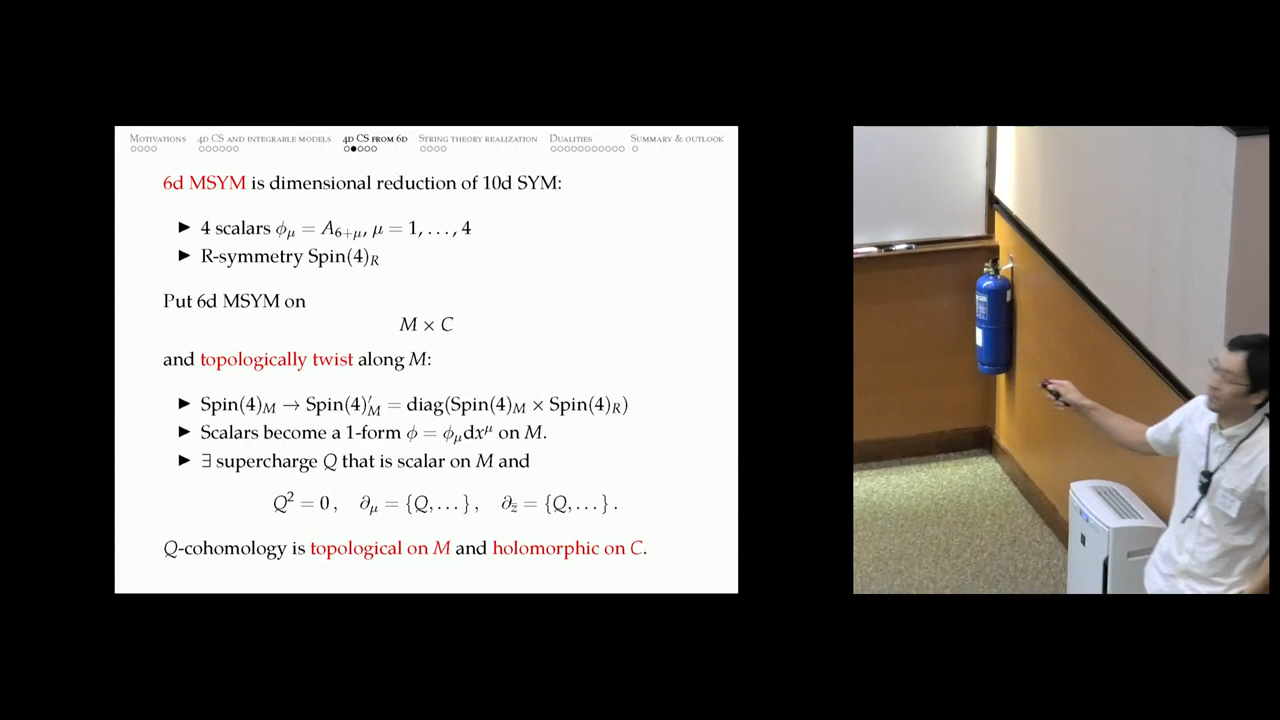 MOTIVATIONS 4D CS AND INTEGRABLE MODELS 4D CS FROM 6D STRING THEORY REALIZATION DUALITIES SUMMARY & OUTLOOK
6d MSYM is dimensional reduction of 10d SYM:
▶ 4 scalars ϕ_μ = A_{6+μ}, μ = 1, . . . , 4
▶ R-symmetry Spin(4)_R
Put 6d MSYM on
M × C
and topologically twist along M:
▶ Spin(4)_M → Spin(4)′_M = diag(Spin(4)_M × Spin(4)_R)
▶ Scalars become a 1-form ϕ = ϕ_μdx^μ on M.
▶ ∃ supercharge Q that is scalar on M and
Q² = 0 , ∂_μ = {Q, . . . } , ∂_z̄ = {Q, . . . } .
Q-cohomology is topological on M and holomorphic on C.